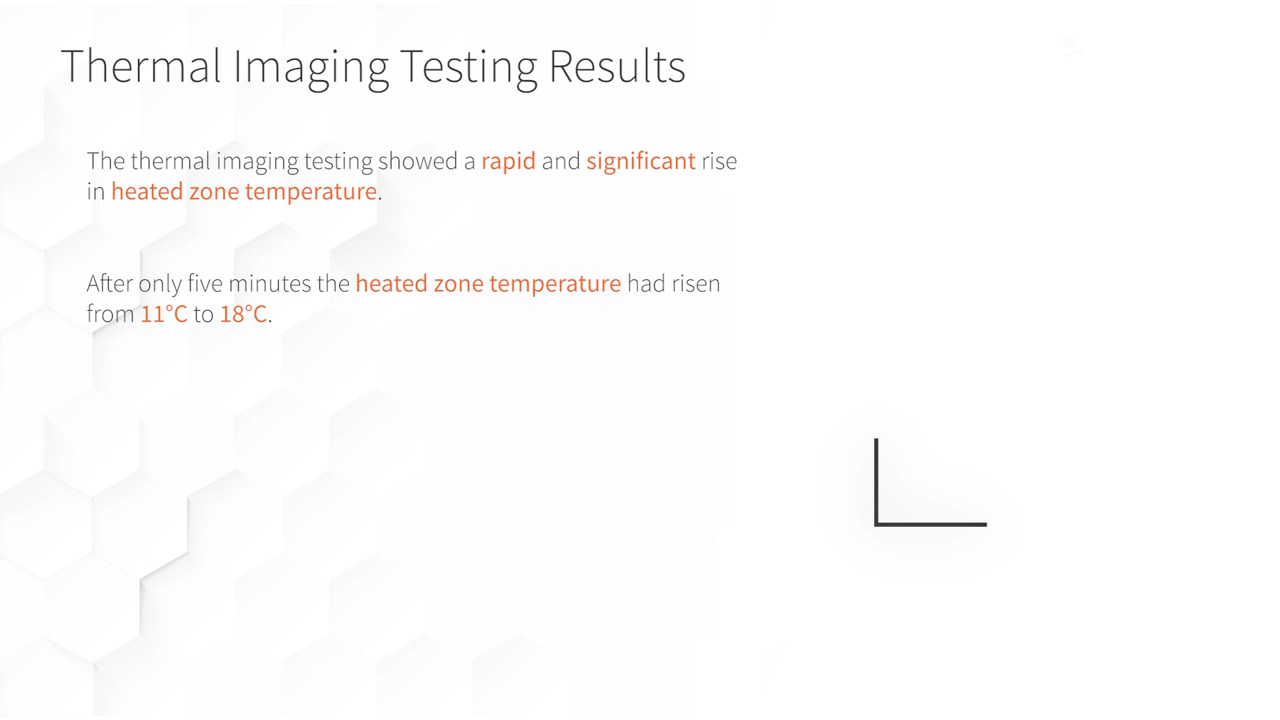 Thermal Imaging Testing Results
The thermal imaging testing showed a rapid and significant rise
in heated zone temperature.
After only five minutes the heated zone temperature had risen
from 11°C to 18°C.